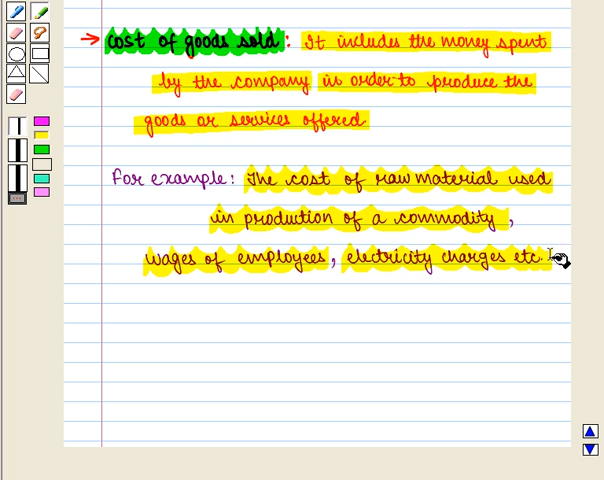 → Cost of goods sold : It includes the money spent
by the company in order to produce the
goods or services offered
For example : The cost of raw material used
in production of a commodity ,
wages of employees , electricity charges etc.